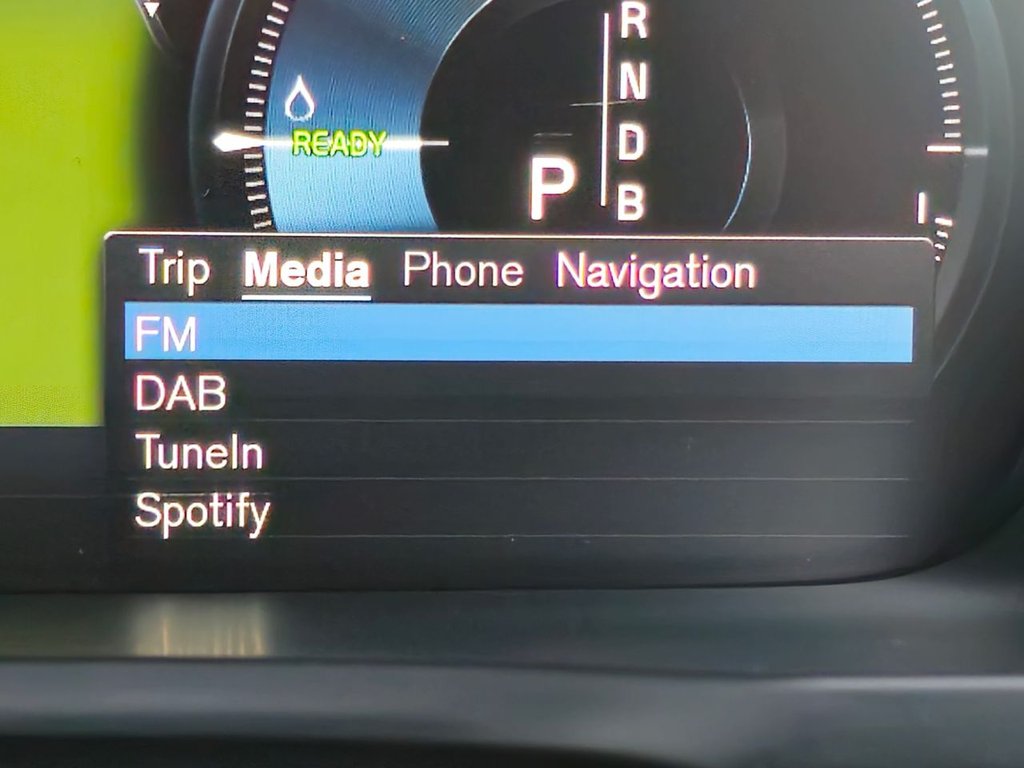 R
N
D
P
B
READY
Trip Media Phone Navigation
FM
DAB
TuneIn
Spotify